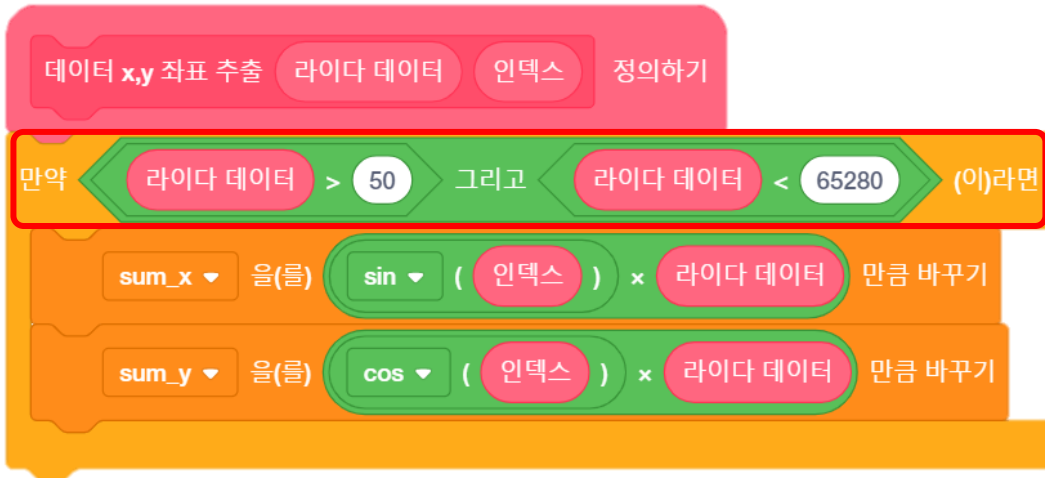 데이터 x,y 좌표 추출 라이다 데이터 인덱스 정의하기
만약 라이다 데이터 > 50 그리고 라이다 데이터 < 65280 (이)라면
sum_x 을(를) sin ( 인덱스 ) × 라이다 데이터 만큼 바꾸기
sum_y 을(를) cos ( 인덱스 ) × 라이다 데이터 만큼 바꾸기